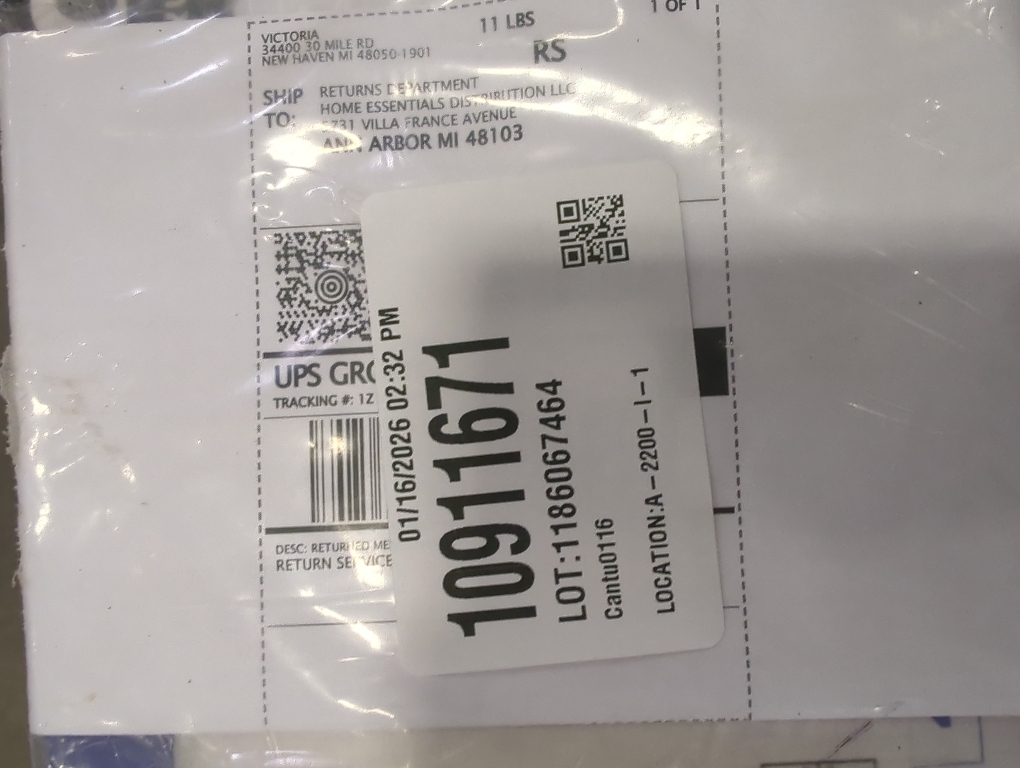 VICTORIA
34400 30 MILE RD
NEW HAVEN MI 48050-1901
11 LBS
1 OF 1
RS
SHIP TO:
RETURNS DEPARTMENT
HOME ESSENTIALS DISTRIBUTION LLC
731 VILLA FRANCE AVENUE
ANN ARBOR MI 48103
UPS GRO
TRACKING #: 1Z
DESC: RETURNED ME
RETURN SERVICE
01/16/2026 02:32 PM
10911671
LOT:1186067464
Cantu0116
LOCATION:A-2200-I-1